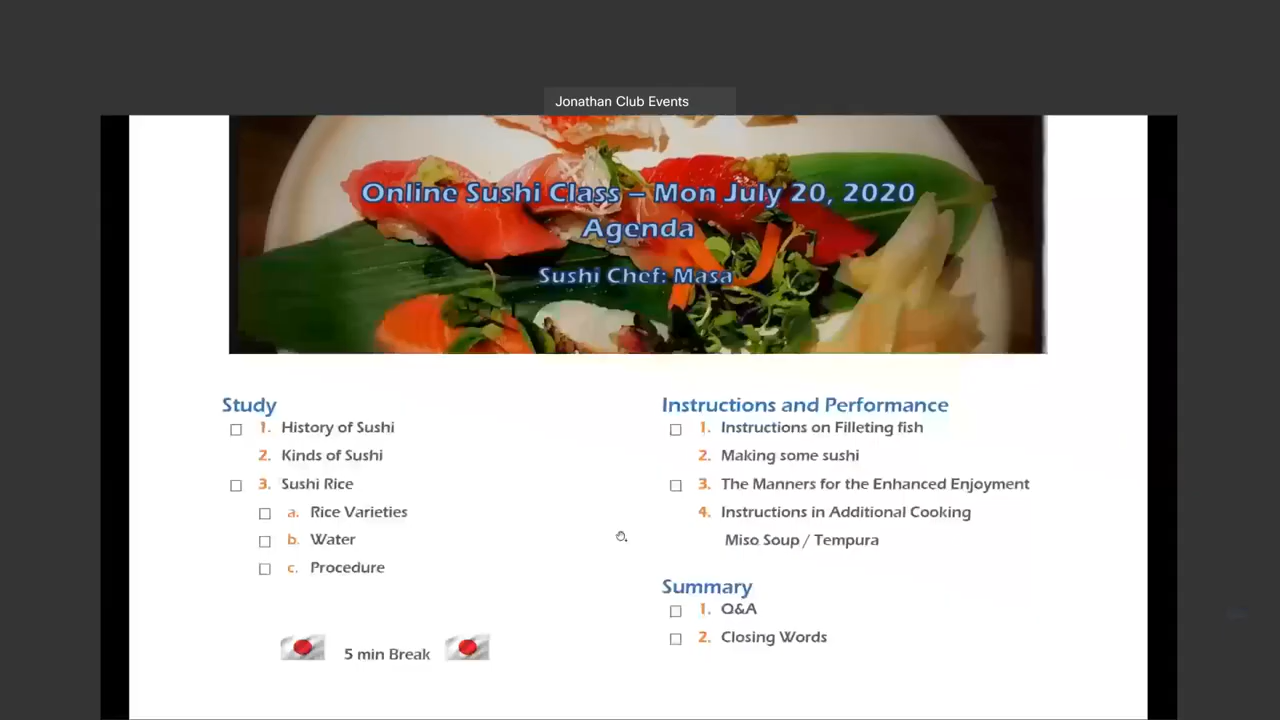 Jonathan Club Events
Online Sushi Class – Mon July 20, 2020
Agenda
Sushi Chef: Masa
Study
1. History of Sushi
2. Kinds of Sushi
3. Sushi Rice
a. Rice Varieties
b. Water
c. Procedure
5 min Break
Instructions and Performance
1. Instructions on Filleting fish
2. Making some sushi
3. The Manners for the Enhanced Enjoyment
4. Instructions in Additional Cooking
Miso Soup / Tempura
Summary
1. Q&A
2. Closing Words